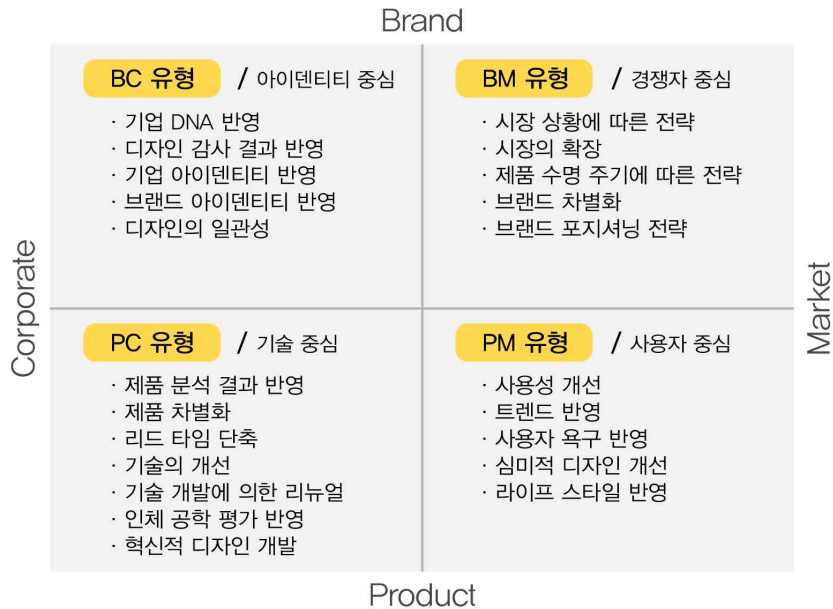 Brand
BC 유형 / 아이덴티티 중심
· 기업 DNA 반영
· 디자인 감사 결과 반영
· 기업 아이덴티티 반영
· 브랜드 아이덴티티 반영
· 디자인의 일관성
BM 유형 / 경쟁자 중심
· 시장 상황에 따른 전략
· 시장의 확장
· 제품 수명 주기에 따른 전략
· 브랜드 차별화
· 브랜드 포지셔닝 전략
Corporate
Market
PC 유형 / 기술 중심
· 제품 분석 결과 반영
· 제품 차별화
· 리드 타임 단축
· 기술의 개선
· 기술 개발에 의한 리뉴얼
· 인체 공학 평가 반영
· 혁신적 디자인 개발
PM 유형 / 사용자 중심
· 사용성 개선
· 트렌드 반영
· 사용자 욕구 반영
· 심미적 디자인 개선
· 라이프 스타일 반영
Product